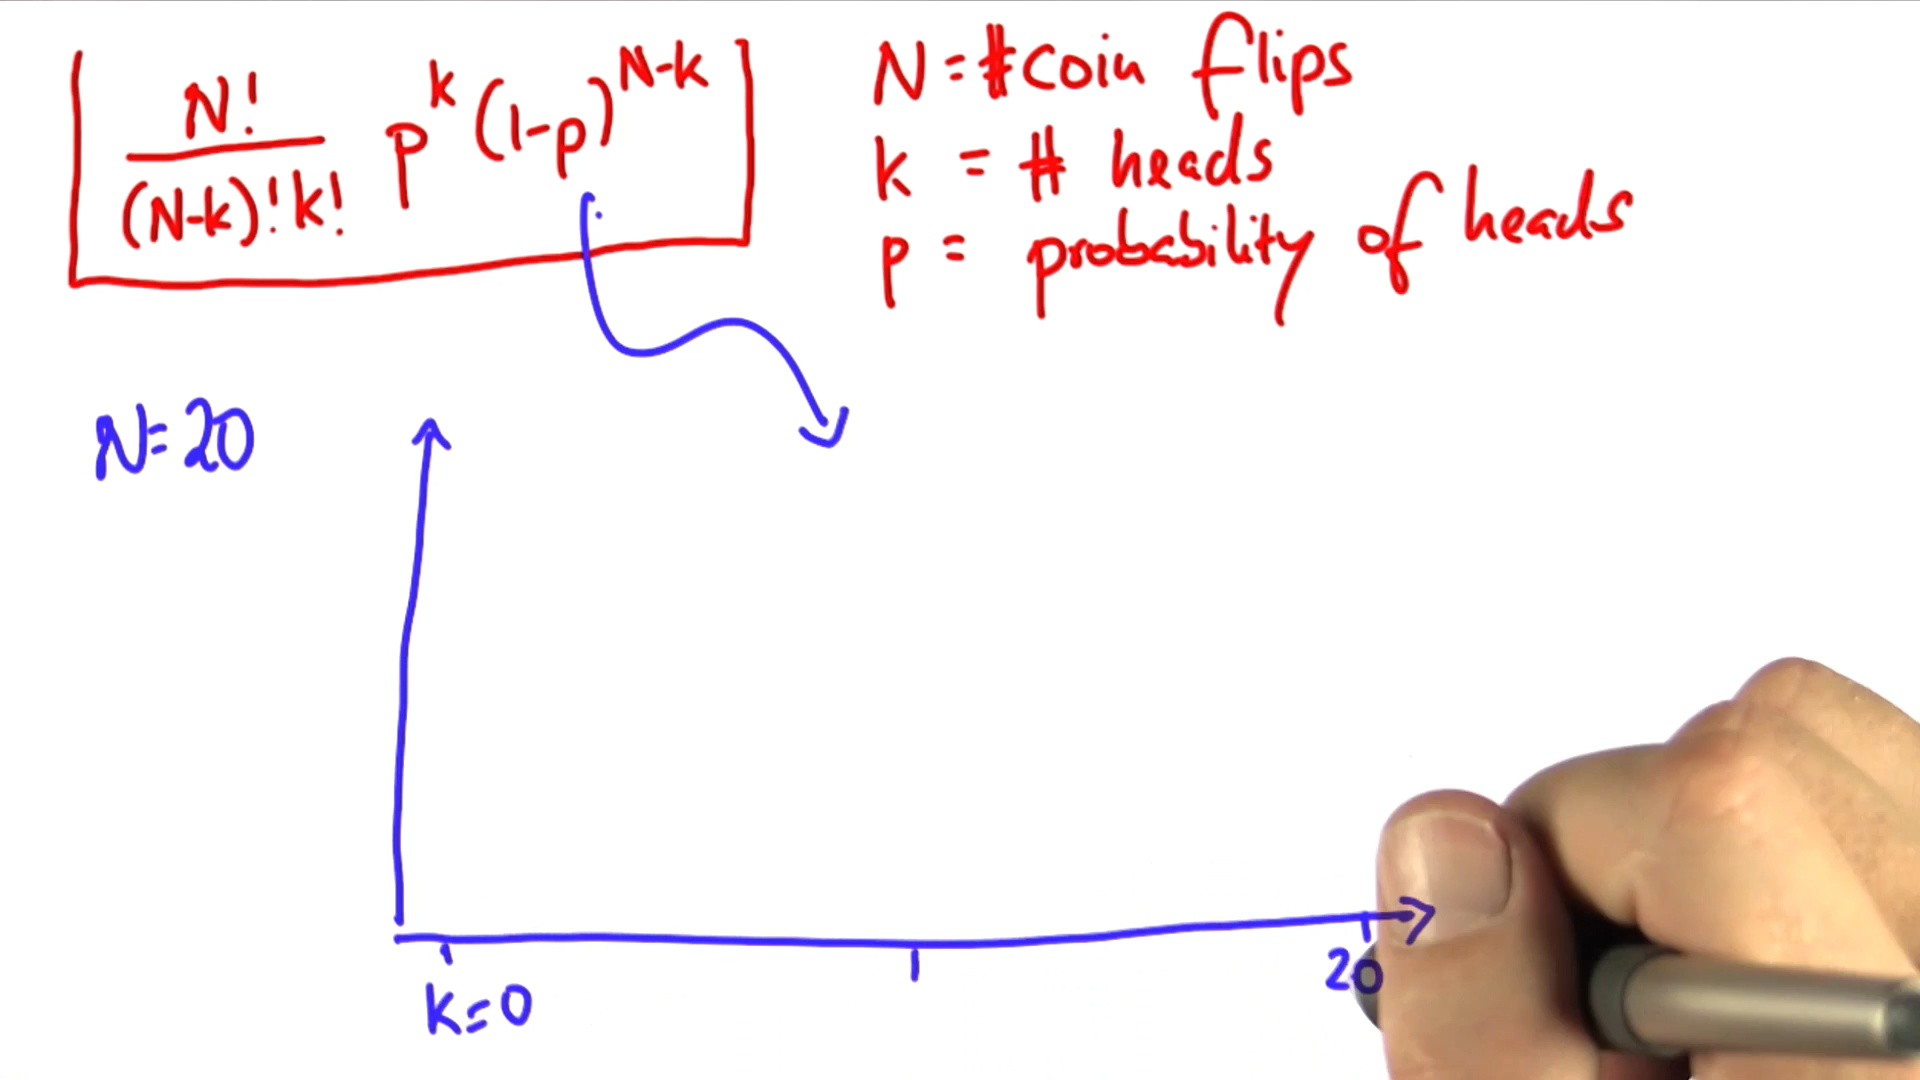 N! / (N-k)! k! p^k (1-p)^N-k
N = # coin flips
k = # heads
p = probability of heads
N = 20
k = 0
20